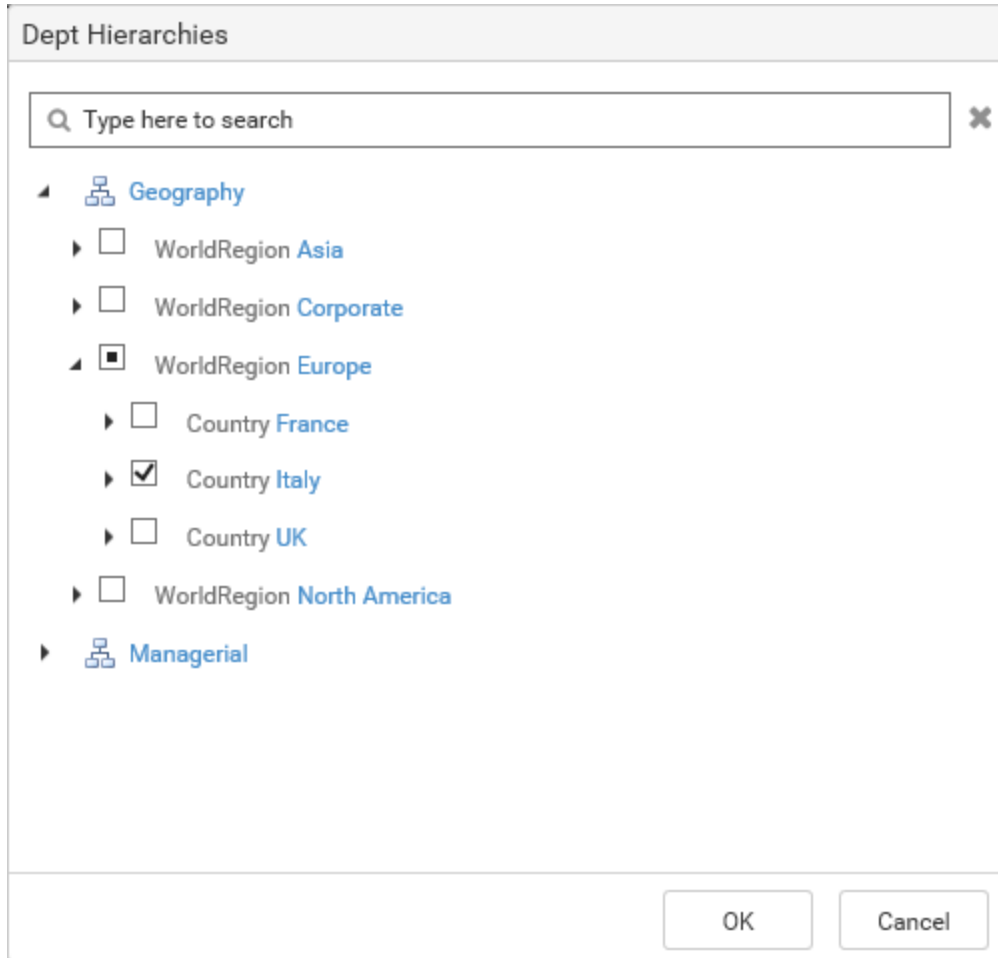 Dept Hierarchies
Type here to search
Geography
WorldRegion Asia
WorldRegion Corporate
WorldRegion Europe
Country France
Country Italy
Country UK
WorldRegion North America
Managerial
OK Cancel